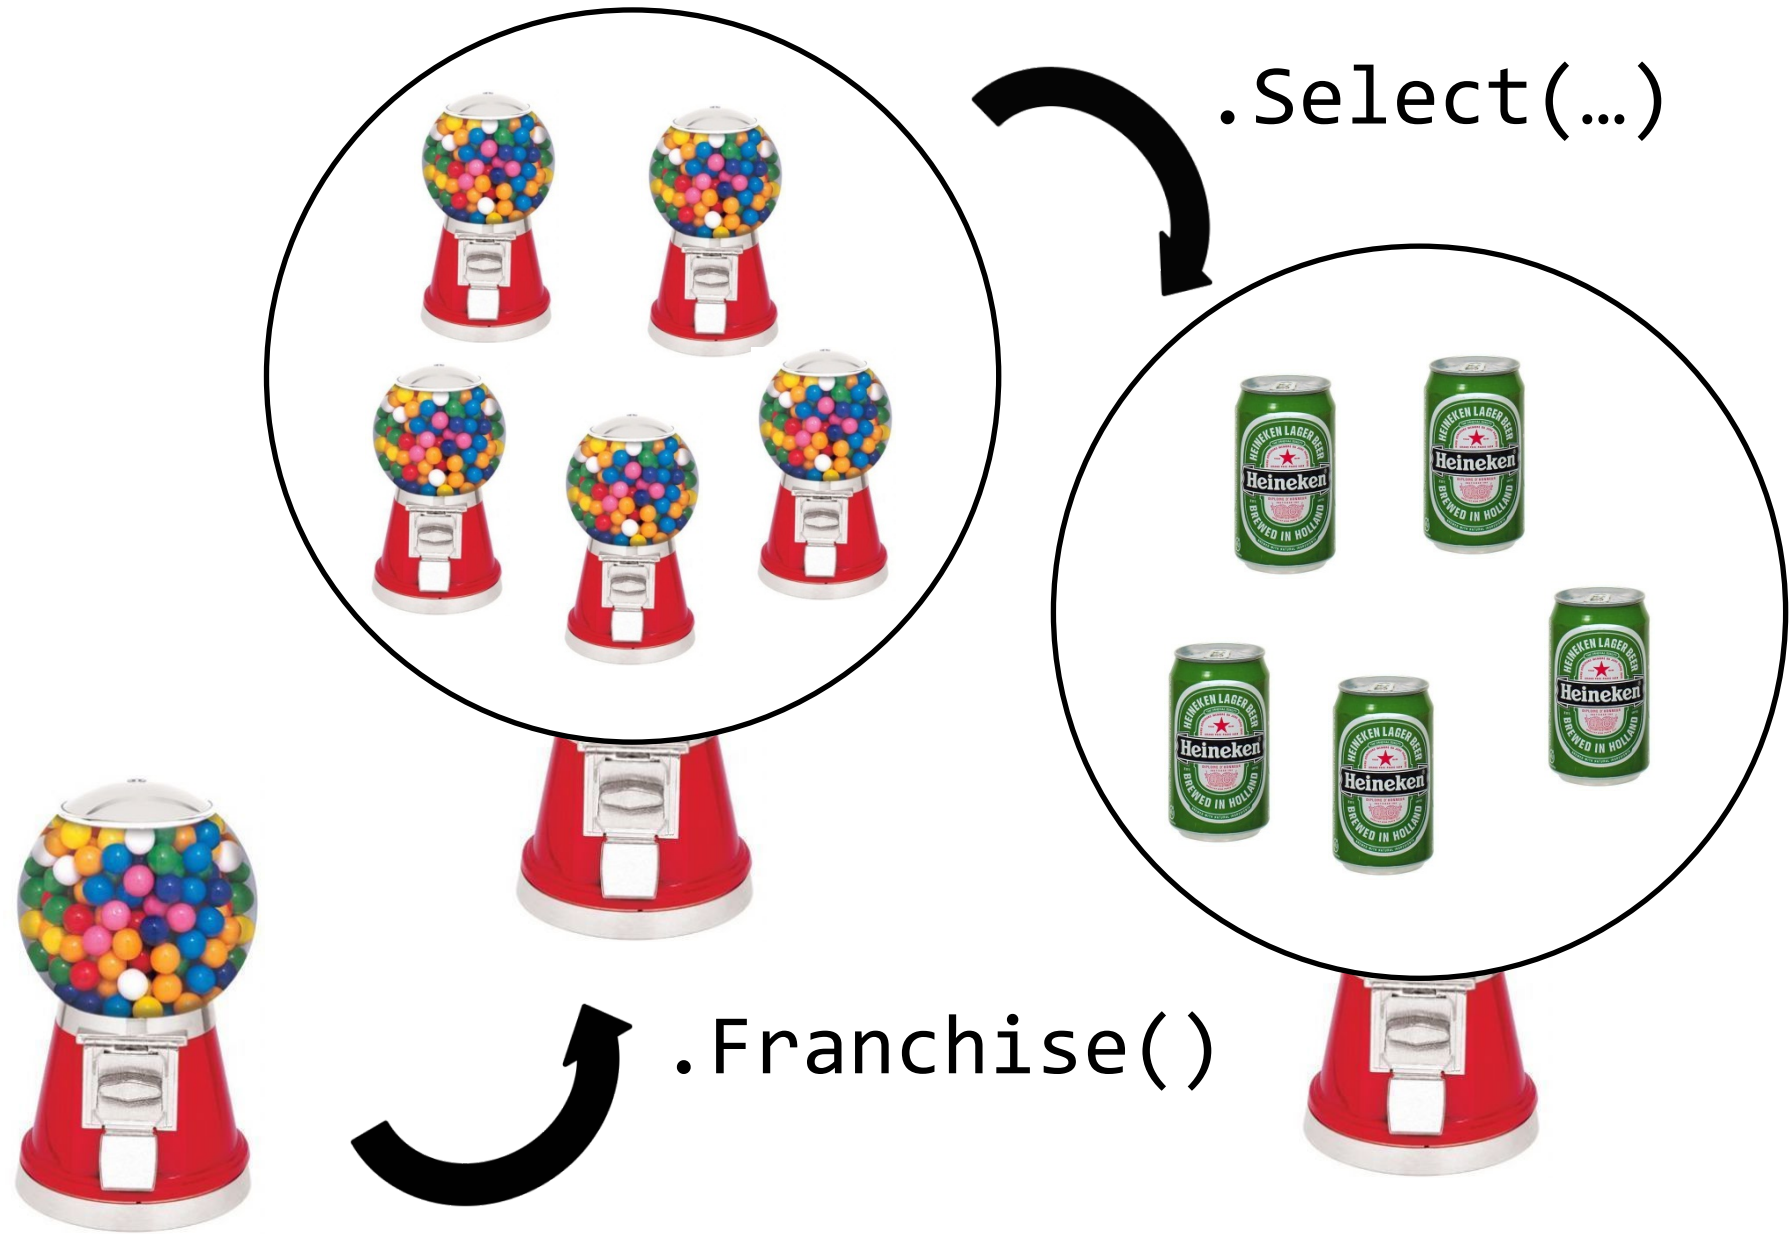 .Select(…)
HEINEKEN LAGER BEER
Heineken
BREWED IN HOLLAND
HEINEKEN LAGER BEER
Heineken
BREWED IN HOLLAND
HEINEKEN LAGER BEER
Heineken
BREWED IN HOLLAND
HEINEKEN LAGER BEER
Heineken
BREWED IN HOLLAND
HEINEKEN LAGER BEER
Heineken
BREWED IN HOLLAND
.Franchise()